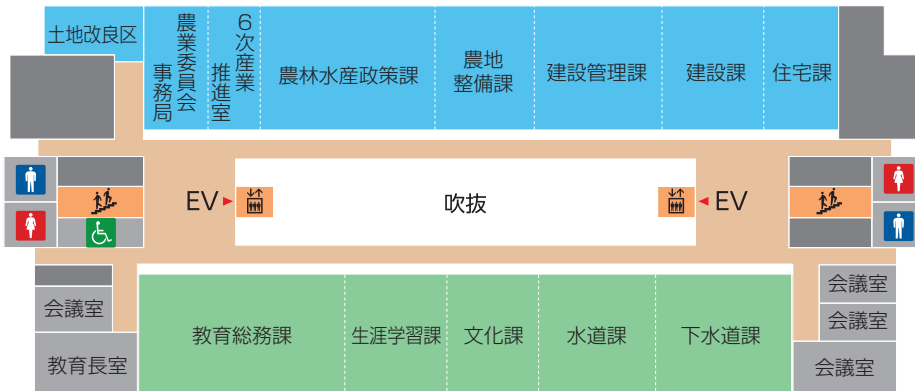 土地改良区
農業委員会
事務局
6次産業
推進室
農林水産政策課
農地
整備課
建設管理課
建設課
住宅課
EV
吹抜
EV
会議室
教育長室
教育総務課
生涯学習課
文化課
水道課
下水道課
会議室
会議室
会議室